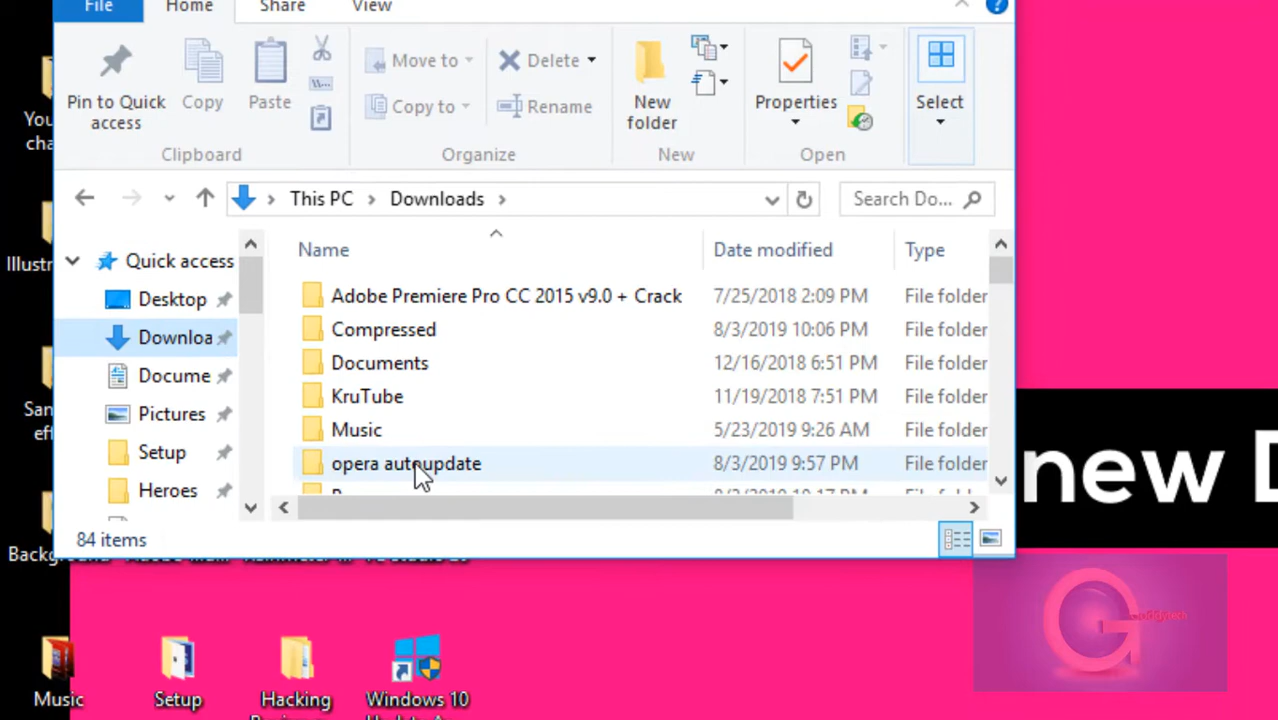 File Home Share View
Pin to Quick access
Copy
Paste
Move to
Copy to
Delete
Rename
New folder
Properties
Select
Clipboard Organize New Open
This PC > Downloads > Search Do...
Quick access
Desktop
Downloa
Docume
Pictures
Setup
Heroes
Name Date modified Type
Adobe Premiere Pro CC 2015 v9.0 + Crack 7/25/2018 2:09 PM File folder
Compressed 8/3/2019 10:06 PM File folder
Documents 12/16/2018 6:51 PM File folder
KruTube 11/19/2018 7:51 PM File folder
Music 5/23/2019 9:26 AM File folder
opera autoupdate 8/3/2019 9:57 PM File folder
84 items
You
cha
Illustr
San
eff
Background
new D
Music
Setup
Hacking
Windows 10